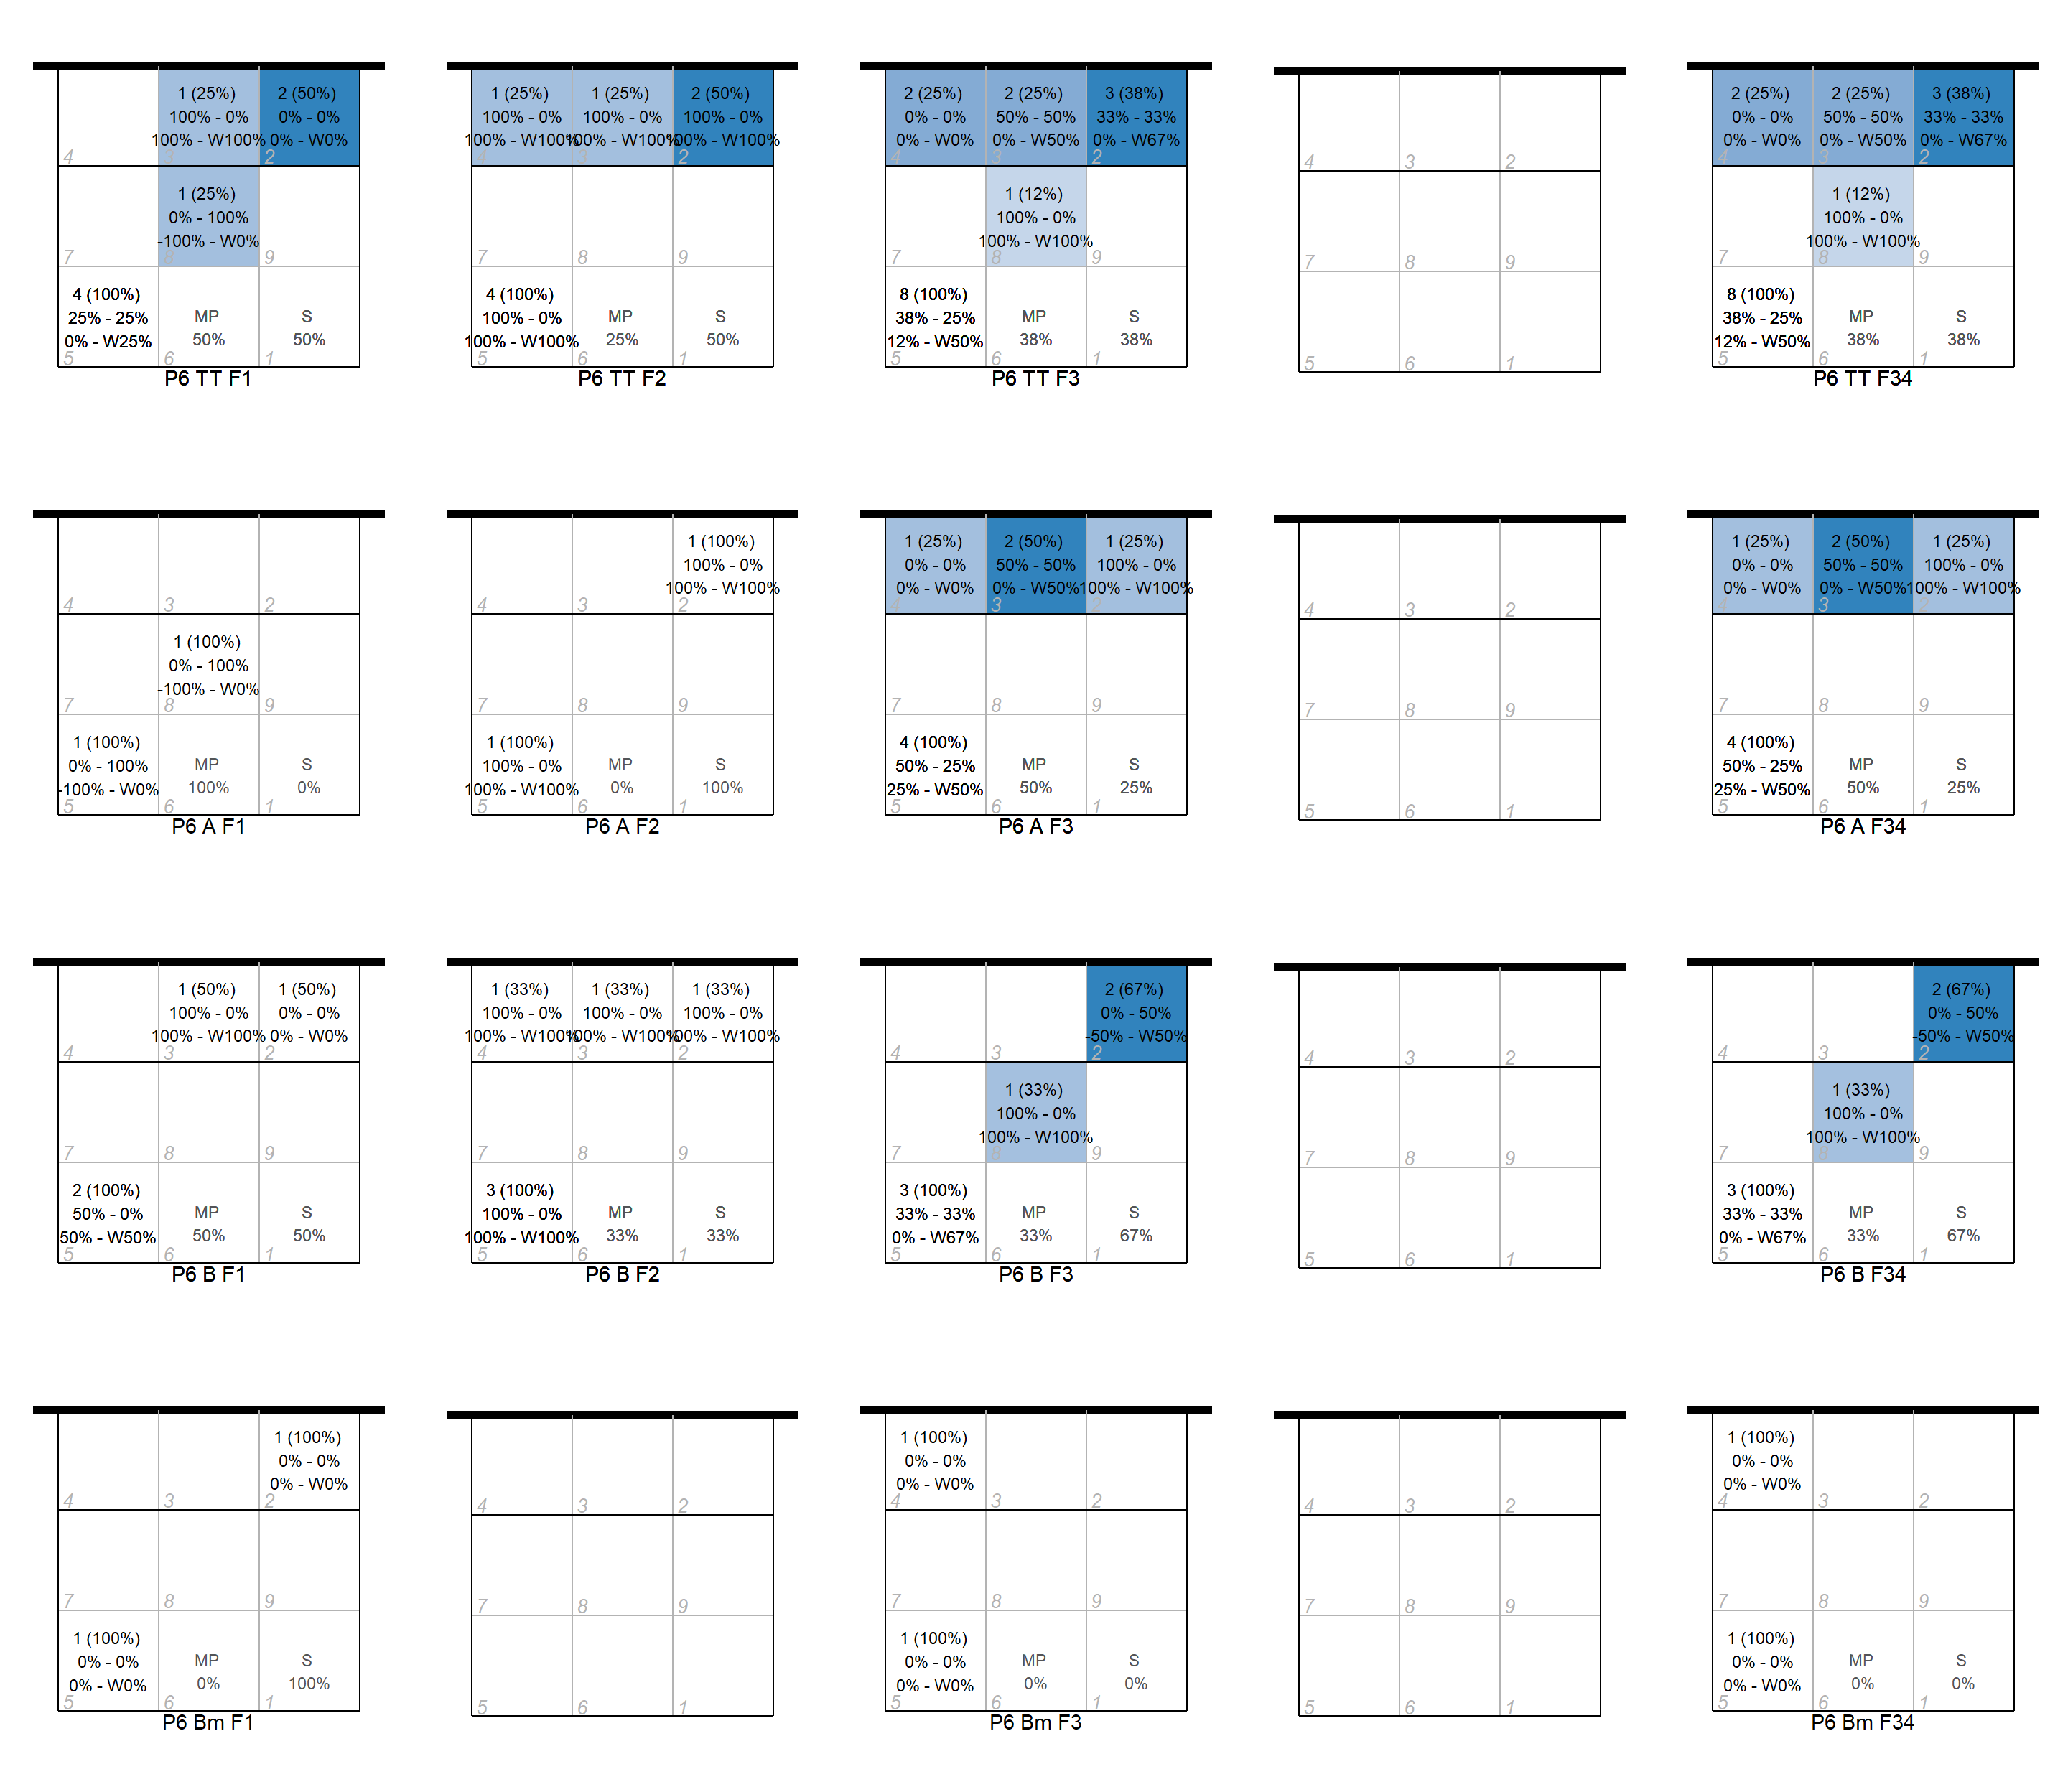 1 (25%) 2 (50%)
100% - 0% 0% - 0%
100% - W100% 0% - W0%
4 3 2
1 (25%)
0% - 100%
-100% - W0%
7 8 9
4 (100%)
25% - 25% MP S
0% - W25% 50% 50%
5 6 1
P6 TT F1
1 (25%) 1 (25%) 2 (50%)
100% - 0% 100% - 0% 100% - 0%
100% - W100% 00% - W100% 00% - W100%
4 3 2
7 8 9
4 (100%)
100% - 0% MP S
100% - W100% 25% 50%
5 6 1
P6 TT F2
2 (25%) 2 (25%) 3 (38%)
0% - 0% 50% - 50% 33% - 33%
0% - W0% 0% - W50% 0% - W67%
4 3 2
1 (12%)
100% - 0%
100% - W100%
7 8 9
8 (100%)
38% - 25% MP S
12% - W50% 38% 38%
5 6 1
P6 TT F3
4 3 2
7 8 9
5 6 1
2 (25%) 2 (25%) 3 (38%)
0% - 0% 50% - 50% 33% - 33%
0% - W0% 0% - W50% 0% - W67%
4 3 2
1 (12%)
100% - 0%
100% - W100%
7 8 9
8 (100%)
38% - 25% MP S
12% - W50% 38% 38%
5 6 1
P6 TT F34
4 3 2
1 (100%)
0% - 100%
-100% - W0%
7 8 9
1 (100%)
0% - 100% MP S
-100% - W0% 100% 0%
5 6 1
P6 A F1
1 (100%)
100% - 0%
100% - W100%
4 3 2
7 8 9
1 (100%)
100% - 0% MP S
100% - W100% 0% 100%
5 6 1
P6 A F2
1 (25%) 2 (50%) 1 (25%)
0% - 0% 50% - 50% 100% - 0%
0% - W0% 0% - W50% 100% - W100%
4 3 2
7 8 9
4 (100%)
50% - 25% MP S
25% - W50% 50% 25%
5 6 1
P6 A F3
4 3 2
7 8 9
5 6 1
1 (25%) 2 (50%) 1 (25%)
0% - 0% 50% - 50% 100% - 0%
0% - W0% 0% - W50% 100% - W100%
4 3 2
7 8 9
4 (100%)
50% - 25% MP S
25% - W50% 50% 25%
5 6 1
P6 A F34
1 (50%) 1 (50%)
100% - 0% 0% - 0%
100% - W100% 0% - W0%
4 3 2
7 8 9
2 (100%)
50% - 0% MP S
50% - W50% 50% 50%
5 6 1
P6 B F1
1 (33%) 1 (33%) 1 (33%)
100% - 0% 100% - 0% 100% - 0%
100% - W100% 00% - W100% 00% - W100%
4 3 2
7 8 9
3 (100%)
100% - 0% MP S
100% - W100% 33% 33%
5 6 1
P6 B F2
2 (67%)
0% - 50%
-50% - W50%
4 3 2
1 (33%)
100% - 0%
100% - W100%
7 8 9
3 (100%)
33% - 33% MP S
0% - W67% 33% 67%
5 6 1
P6 B F3
4 3 2
7 8 9
5 6 1
2 (67%)
0% - 50%
-50% - W50%
4 3 2
1 (33%)
100% - 0%
100% - W100%
7 8 9
3 (100%)
33% - 33% MP S
0% - W67% 33% 67%
5 6 1
P6 B F34
1 (100%)
0% - 0%
0% - W0%
4 3 2
7 8 9
1 (100%)
0% - 0% MP S
0% - W0% 0% 100%
5 6 1
P6 Bm F1
4 3 2
7 8 9
5 6 1
1 (100%)
0% - 0%
0% - W0%
4 3 2
7 8 9
1 (100%)
0% - 0% MP S
0% - W0% 0% 0%
5 6 1
P6 Bm F3
4 3 2
7 8 9
5 6 1
1 (100%)
0% - 0%
0% - W0%
4 3 2
7 8 9
1 (100%)
0% - 0% MP S
0% - W0% 0% 0%
5 6 1
P6 Bm F34